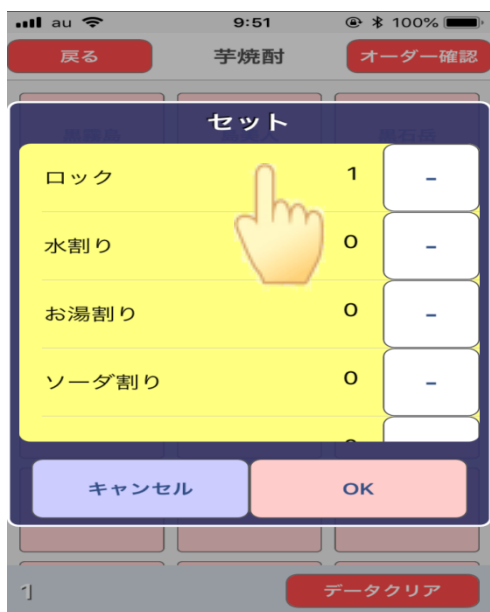 au 9:51 100%
戻る 芋焼酎 オーダー確認
セット
ロック 1 -
水割り 0 -
お湯割り 0 -
ソーダ割り 0 -
キャンセル OK
1 データクリア